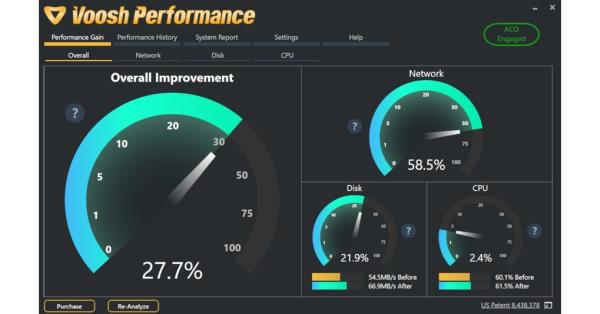 Voosh Performance
Performance Gain Performance History System Report Settings Help
ACO
Engaged
Overall Network Disk CPU
Overall Improvement
?
0 1 5 10 20 30 50 75 100
27.7%
Network
?
0 1 5 10 20 30 50 75 100
58.5%
Disk
?
0 1 5 10 20 30 50 75 100
21.9%
54.5MB/s Before
66.9MB/s After
CPU
?
0 1 5 10 20 30 50 75 100
2.4%
60.1% Before
61.5% After
Purchase Re-Analyze US Patent 8,438,378